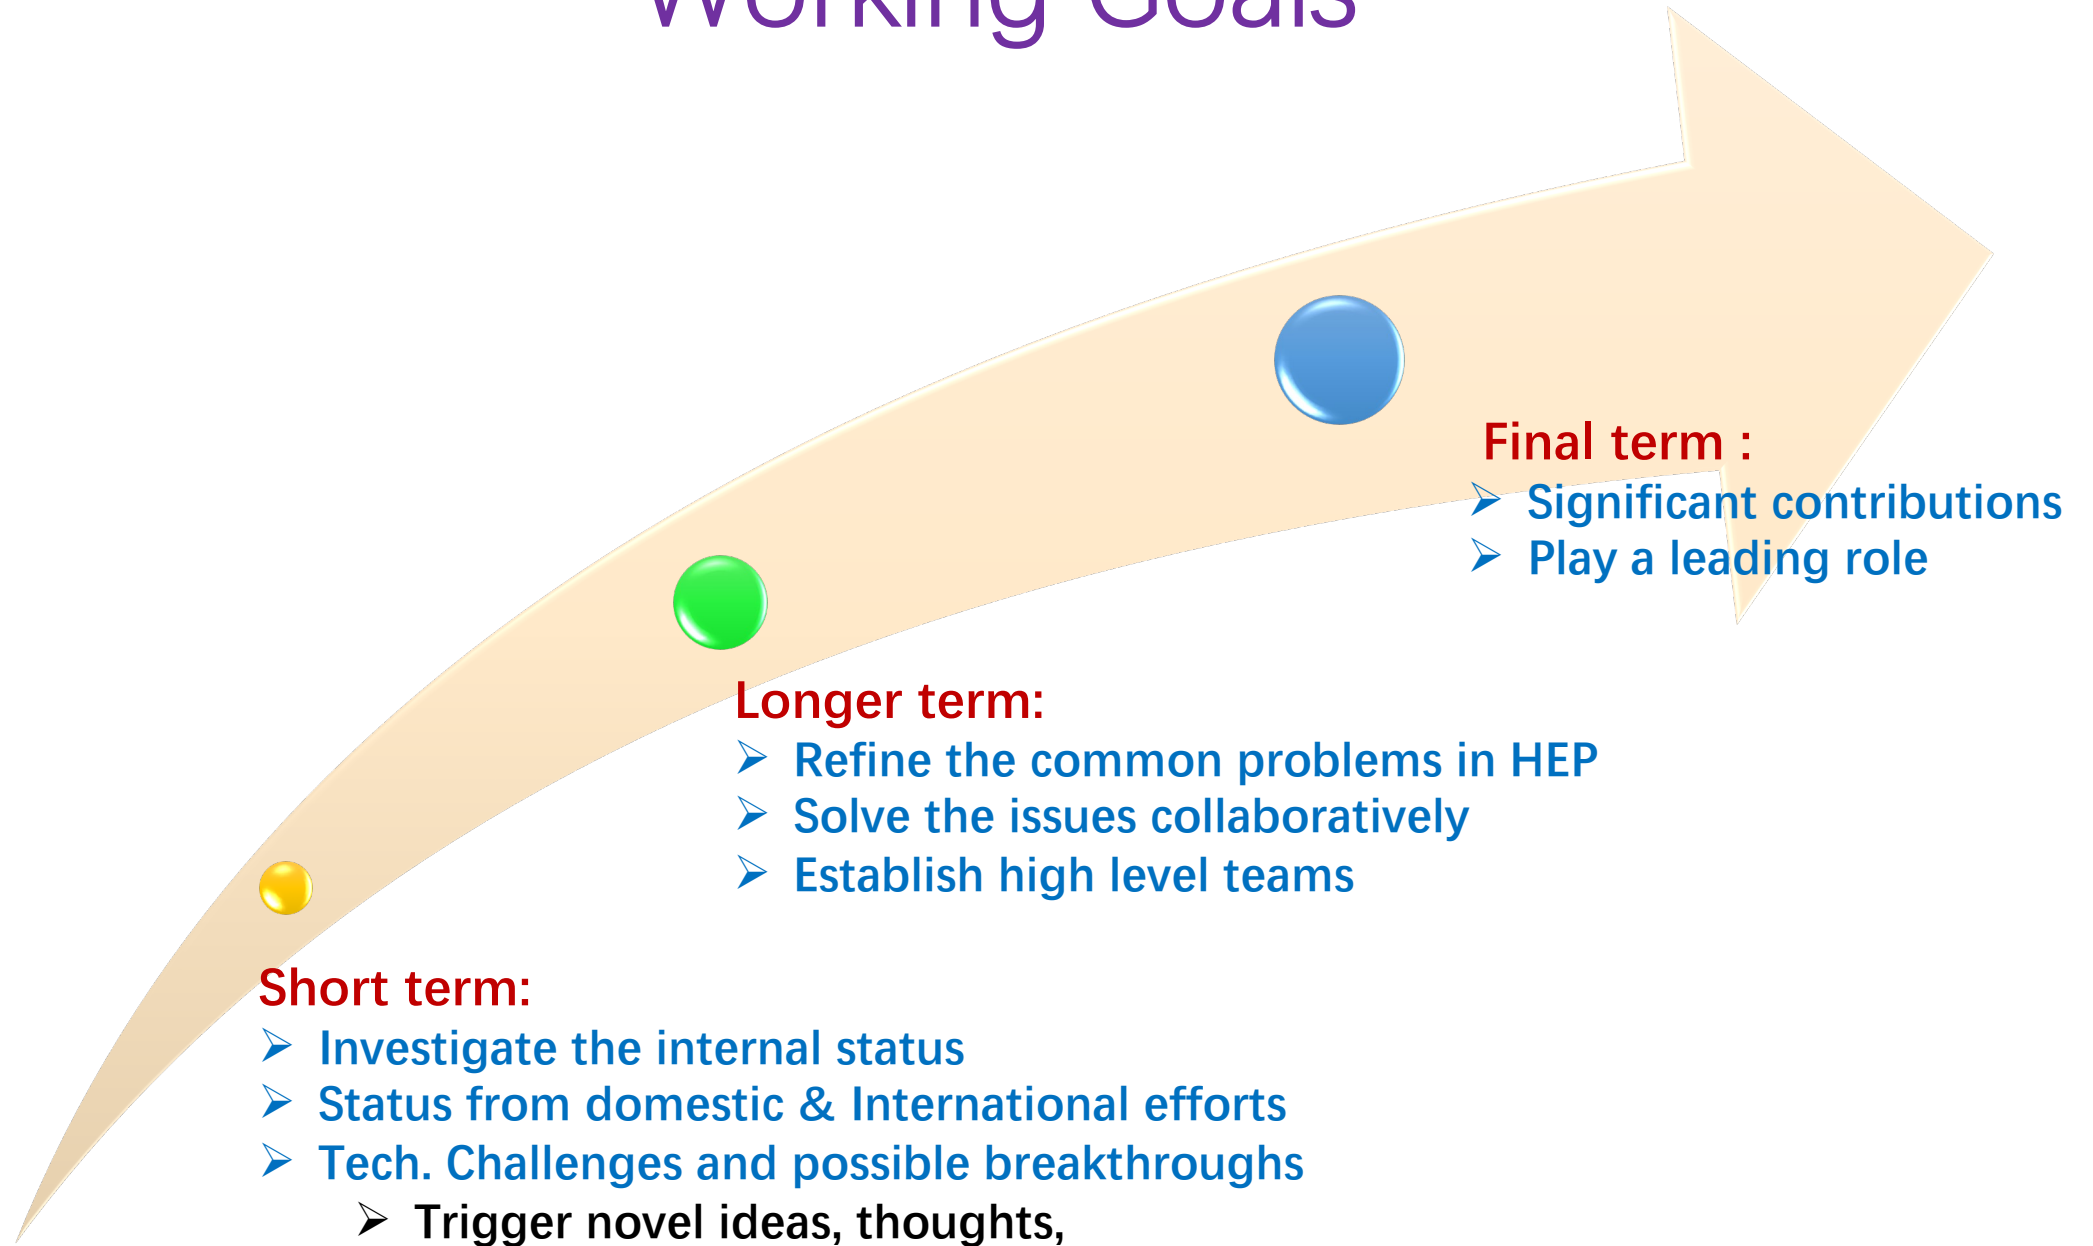 Working Goals
Final term :
➢ Significant contributions
➢ Play a leading role
Longer term:
➢ Refine the common problems in HEP
➢ Solve the issues collaboratively
➢ Establish high level teams
Short term:
➢ Investigate the internal status
➢ Status from domestic & International efforts
➢ Tech. Challenges and possible breakthroughs
➢ Trigger novel ideas, thoughts,